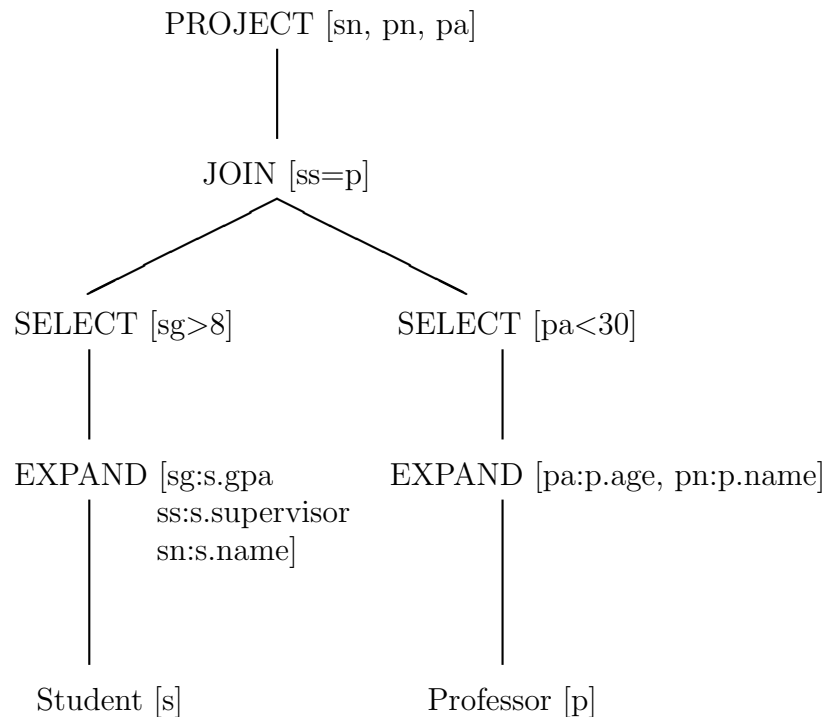 PROJECT [sn, pn, pa]
JOIN [ss=p]
SELECT [sg>8]
SELECT [pa<30]
EXPAND [sg:s.gpa
ss:s.supervisor
sn:s.name]
EXPAND [pa:p.age, pn:p.name]
Student [s]
Professor [p]